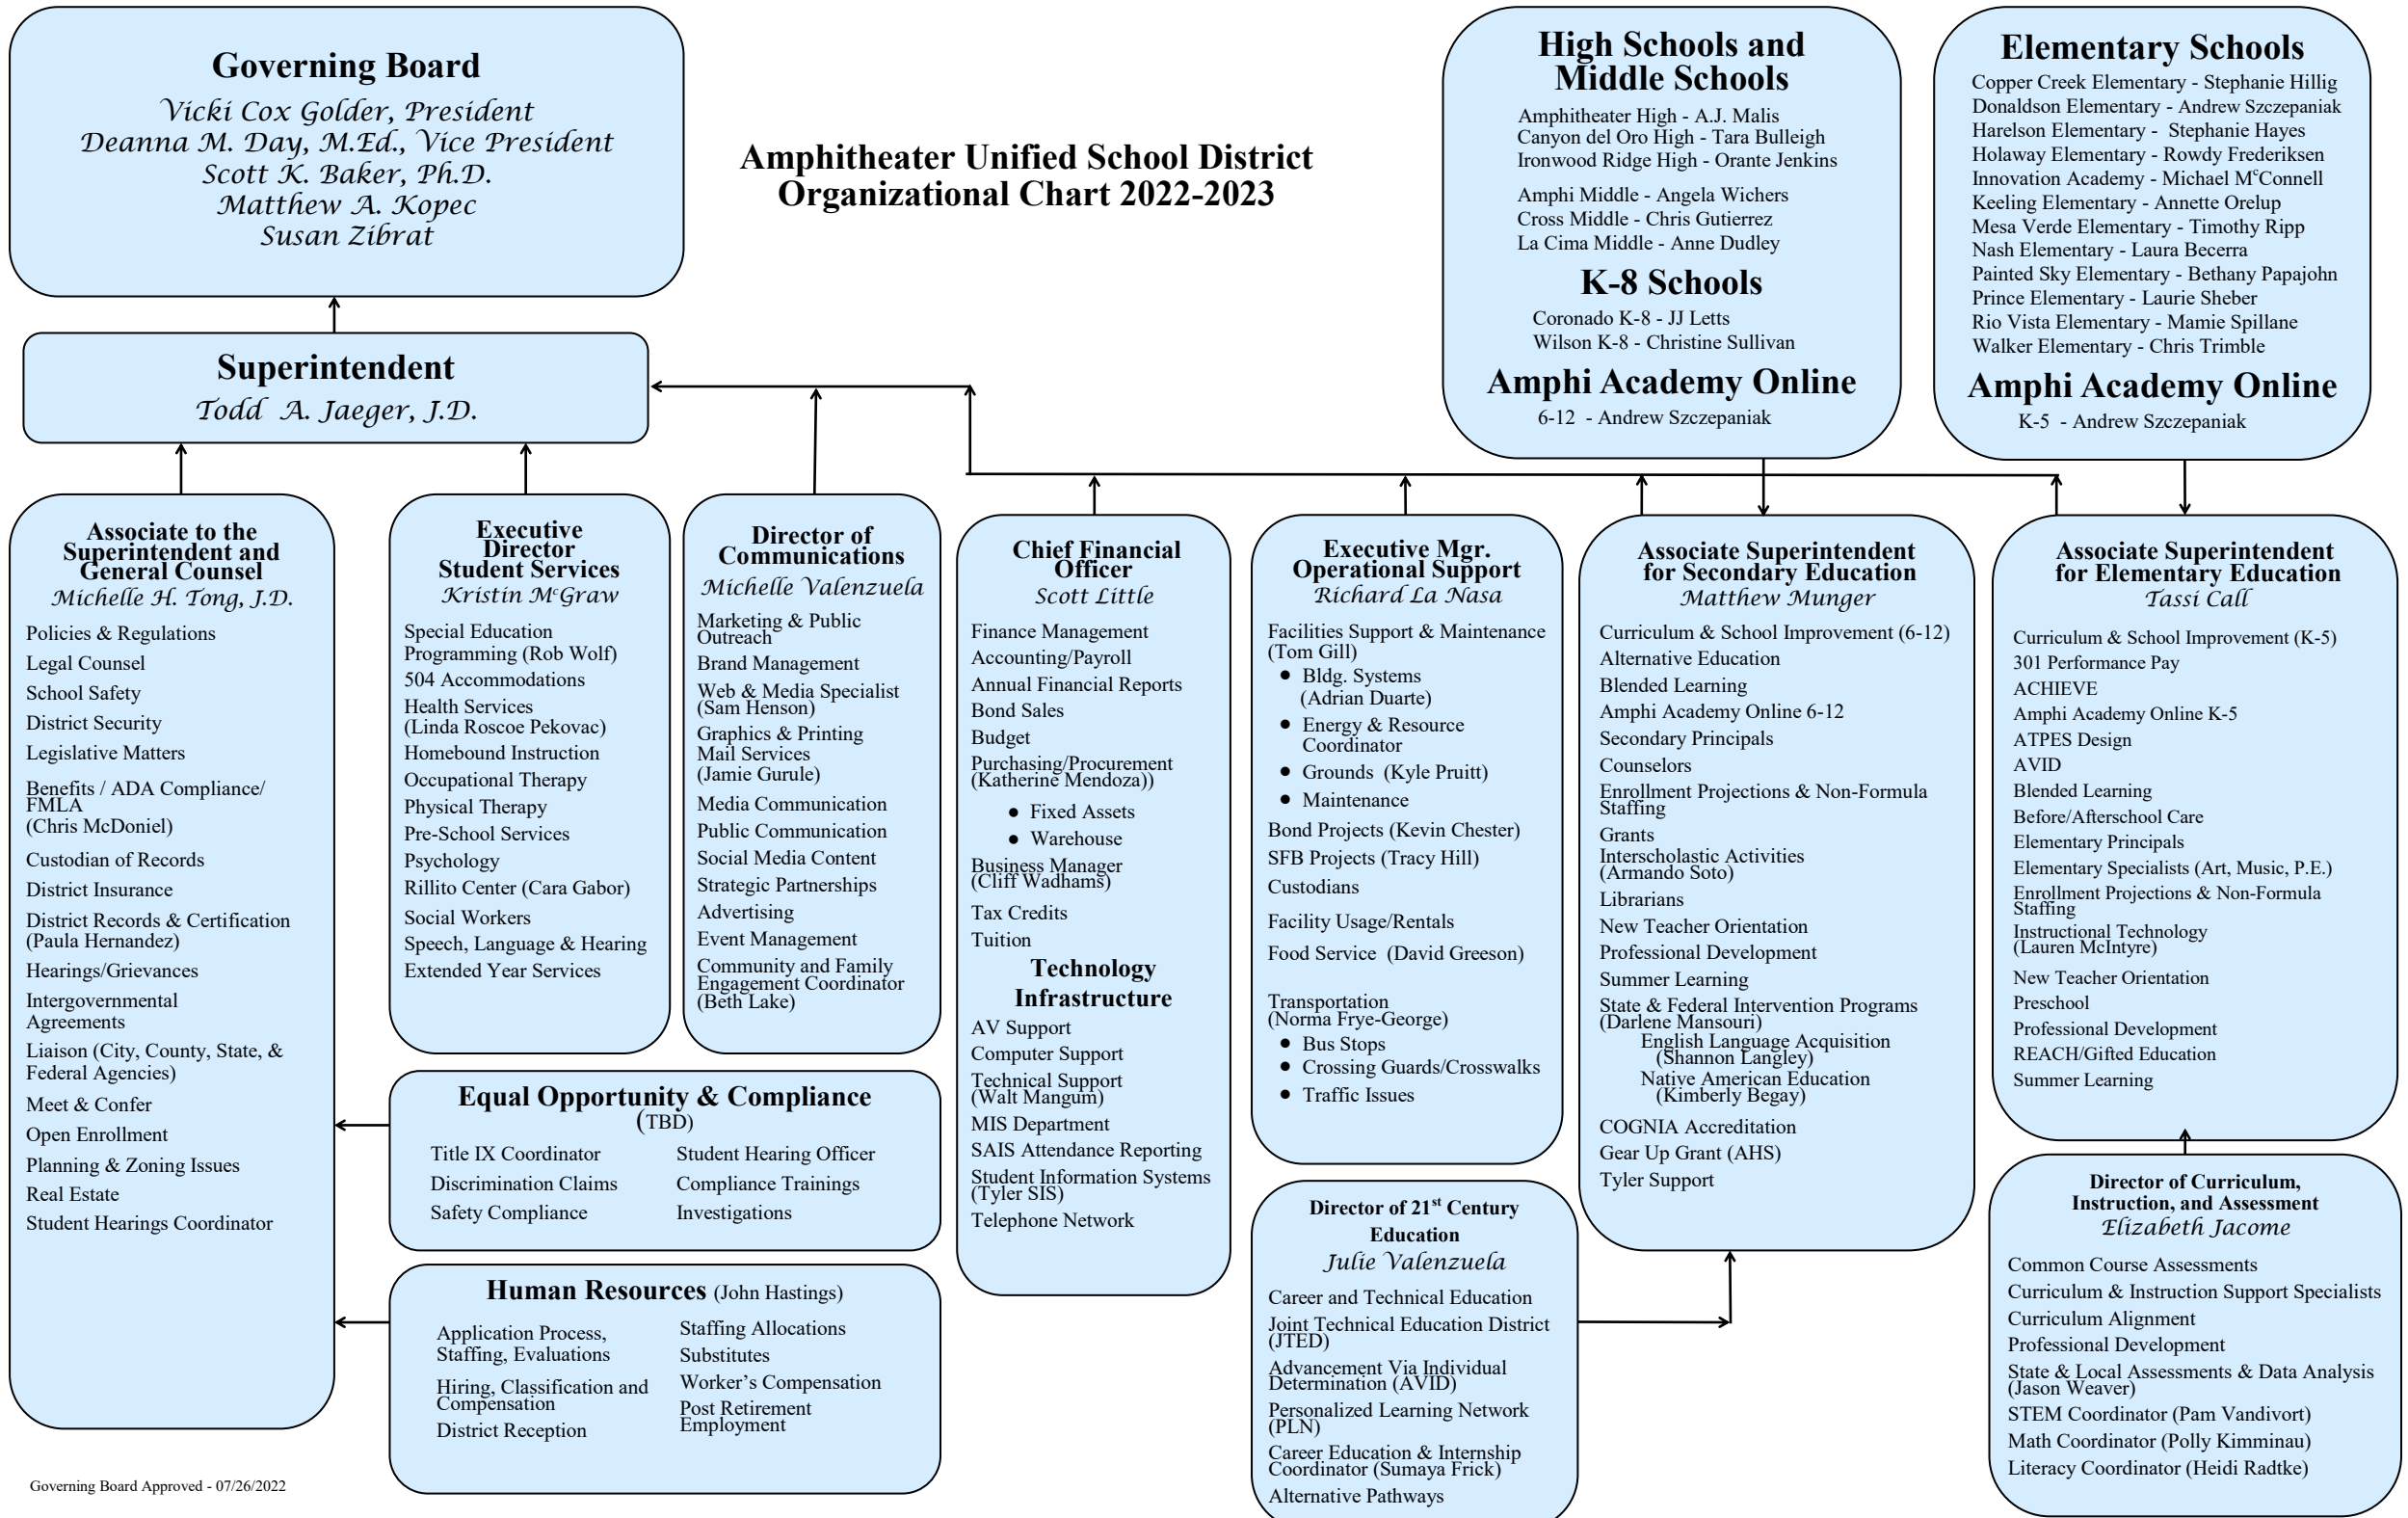 Governing Board
Vicki Cox Golder, President
Deanna M. Day, M.Ed., Vice President
Scott K. Baker, Ph.D.
Matthew A. Kopec
Susan Zibrat
Amphitheater Unified School District
Organizational Chart 2022-2023
High Schools and
Middle Schools
Amphitheater High - A.J. Malis
Canyon del Oro High - Tara Bulleigh
Ironwood Ridge High - Orante Jenkins
Amphi Middle - Angela Wichers
Cross Middle - Chris Gutierrez
La Cima Middle - Anne Dudley
K-8 Schools
Coronado K-8 - JJ Letts
Wilson K-8 - Christine Sullivan
Amphi Academy Online
6-12 - Andrew Szczepaniak
Elementary Schools
Copper Creek Elementary - Stephanie Hillig
Donaldson Elementary - Andrew Szczepaniak
Harelson Elementary - Stephanie Hayes
Holaway Elementary - Rowdy Frederiksen
Innovation Academy - Michael McConnell
Keeling Elementary - Annette Orelup
Mesa Verde Elementary - Timothy Ripp
Nash Elementary - Laura Becerra
Painted Sky Elementary - Bethany Papajohn
Prince Elementary - Laurie Sheber
Rio Vista Elementary - Mamie Spillane
Walker Elementary - Chris Trimble
Amphi Academy Online
K-5 - Andrew Szczepaniak
Superintendent
Todd A. Jaeger, J.D.
Associate to the
Superintendent and
General Counsel
Michelle H. Tong, J.D.
Policies & Regulations
Legal Counsel
School Safety
District Security
Legislative Matters
Benefits / ADA Compliance/
FMLA
(Chris McDoniel)
Custodian of Records
District Insurance
District Records & Certification
(Paula Hernandez)
Hearings/Grievances
Intergovernmental
Agreements
Liaison (City, County, State, &
Federal Agencies)
Meet & Confer
Open Enrollment
Planning & Zoning Issues
Real Estate
Student Hearings Coordinator
Executive
Director
Student Services
Kristin McGraw
Special Education
Programming (Rob Wolf)
504 Accommodations
Health Services
(Linda Roscoe Pekovac)
Homebound Instruction
Occupational Therapy
Physical Therapy
Pre-School Services
Psychology
Rillito Center (Cara Gabor)
Social Workers
Speech, Language & Hearing
Extended Year Services
Director of
Communications
Michelle Valenzuela
Marketing & Public
Outreach
Brand Management
Web & Media Specialist
(Sam Henson)
Graphics & Printing
Mail Services
(Jamie Gurule)
Media Communication
Public Communication
Social Media Content
Strategic Partnerships
Advertising
Event Management
Community and Family
Engagement Coordinator
(Beth Lake)
Equal Opportunity & Compliance
(TBD)
Title IX Coordinator
Discrimination Claims
Safety Compliance
Student Hearing Officer
Compliance Trainings
Investigations
Human Resources (John Hastings)
Application Process,
Staffing, Evaluations
Hiring, Classification and
Compensation
District Reception
Staffing Allocations
Substitutes
Worker's Compensation
Post Retirement
Employment
Chief Financial
Officer
Scott Little
Finance Management
Accounting/Payroll
Annual Financial Reports
Bond Sales
Budget
Purchasing/Procurement
(Katherine Mendoza))
• Fixed Assets
• Warehouse
Business Manager
(Cliff Wadhams)
Tax Credits
Tuition
Technology
Infrastructure
AV Support
Computer Support
Technical Support
(Walt Mangum)
MIS Department
SAIS Attendance Reporting
Student Information Systems
(Tyler SIS)
Telephone Network
Executive Mgr.
Operational Support
Richard La Nasa
Facilities Support & Maintenance
(Tom Gill)
• Bldg. Systems
(Adrian Duarte)
• Energy & Resource
Coordinator
• Grounds (Kyle Pruitt)
• Maintenance
Bond Projects (Kevin Chester)
SFB Projects (Tracy Hill)
Custodians
Facility Usage/Rentals
Food Service (David Greeson)
Transportation
(Norma Frye-George)
• Bus Stops
• Crossing Guards/Crosswalks
• Traffic Issues
Director of 21st Century
Education
Julie Valenzuela
Career and Technical Education
Joint Technical Education District
(JTED)
Advancement Via Individual
Determination (AVID)
Personalized Learning Network
(PLN)
Career Education & Internship
Coordinator (Sumaya Frick)
Alternative Pathways
Associate Superintendent
for Secondary Education
Matthew Munger
Curriculum & School Improvement (6-12)
Alternative Education
Blended Learning
Amphi Academy Online 6-12
Secondary Principals
Counselors
Enrollment Projections & Non-Formula
Staffing
Grants
Interscholastic Activities
(Armando Soto)
Librarians
New Teacher Orientation
Professional Development
Summer Learning
State & Federal Intervention Programs
(Darlene Mansouri)
English Language Acquisition
(Shannon Langley)
Native American Education
(Kimberly Begay)
COGNIA Accreditation
Gear Up Grant (AHS)
Tyler Support
Associate Superintendent
for Elementary Education
Tassi Call
Curriculum & School Improvement (K-5)
301 Performance Pay
ACHIEVE
Amphi Academy Online K-5
ATPES Design
AVID
Blended Learning
Before/Afterschool Care
Elementary Principals
Elementary Specialists (Art, Music, P.E.)
Enrollment Projections & Non-Formula
Staffing
Instructional Technology
(Lauren McIntyre)
New Teacher Orientation
Preschool
Professional Development
REACH/Gifted Education
Summer Learning
Director of Curriculum,
Instruction, and Assessment
Elizabeth Jacome
Common Course Assessments
Curriculum & Instruction Support Specialists
Curriculum Alignment
Professional Development
State & Local Assessments & Data Analysis
(Jason Weaver)
STEM Coordinator (Pam Vandivort)
Math Coordinator (Polly Kimminau)
Literacy Coordinator (Heidi Radtke)
Governing Board Approved - 07/26/2022